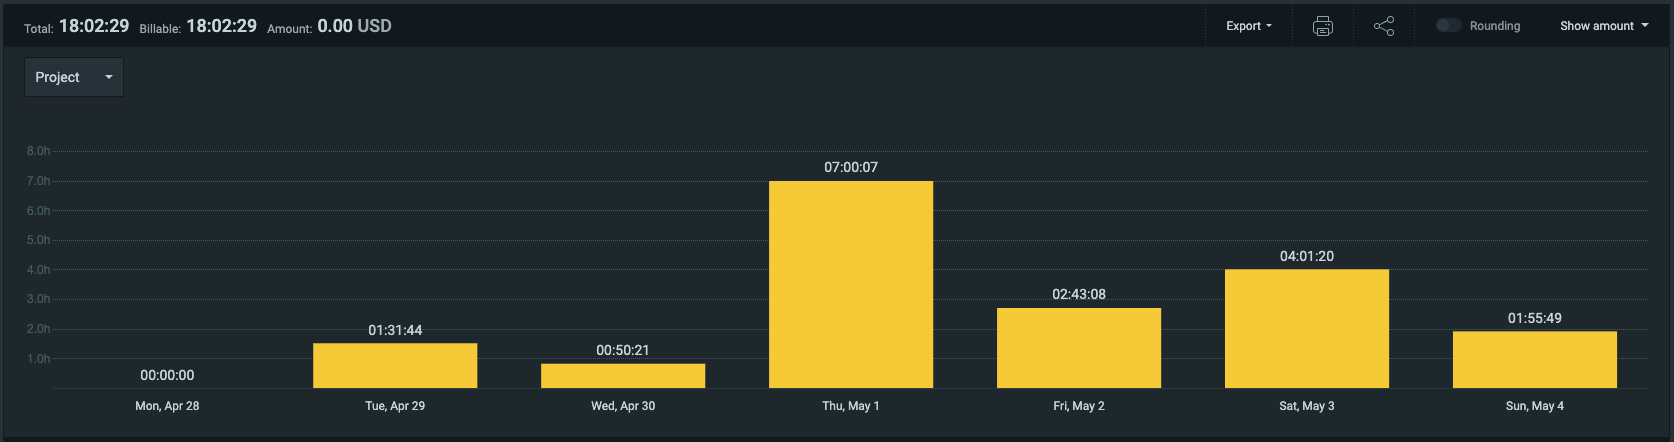 Total: 18:02:29 Billable: 18:02:29 Amount: 0.00 USD Export Rounding Show amount
Project
8.0h
07:00:07
7.0h
6.0h
5.0h
04:01:20
4.0h
02:43:08
3.0h
01:55:49
2.0h
01:31:44
00:50:21
1.0h
00:00:00
Mon, Apr 28 Tue, Apr 29 Wed, Apr 30 Thu, May 1 Fri, May 2 Sat, May 3 Sun, May 4